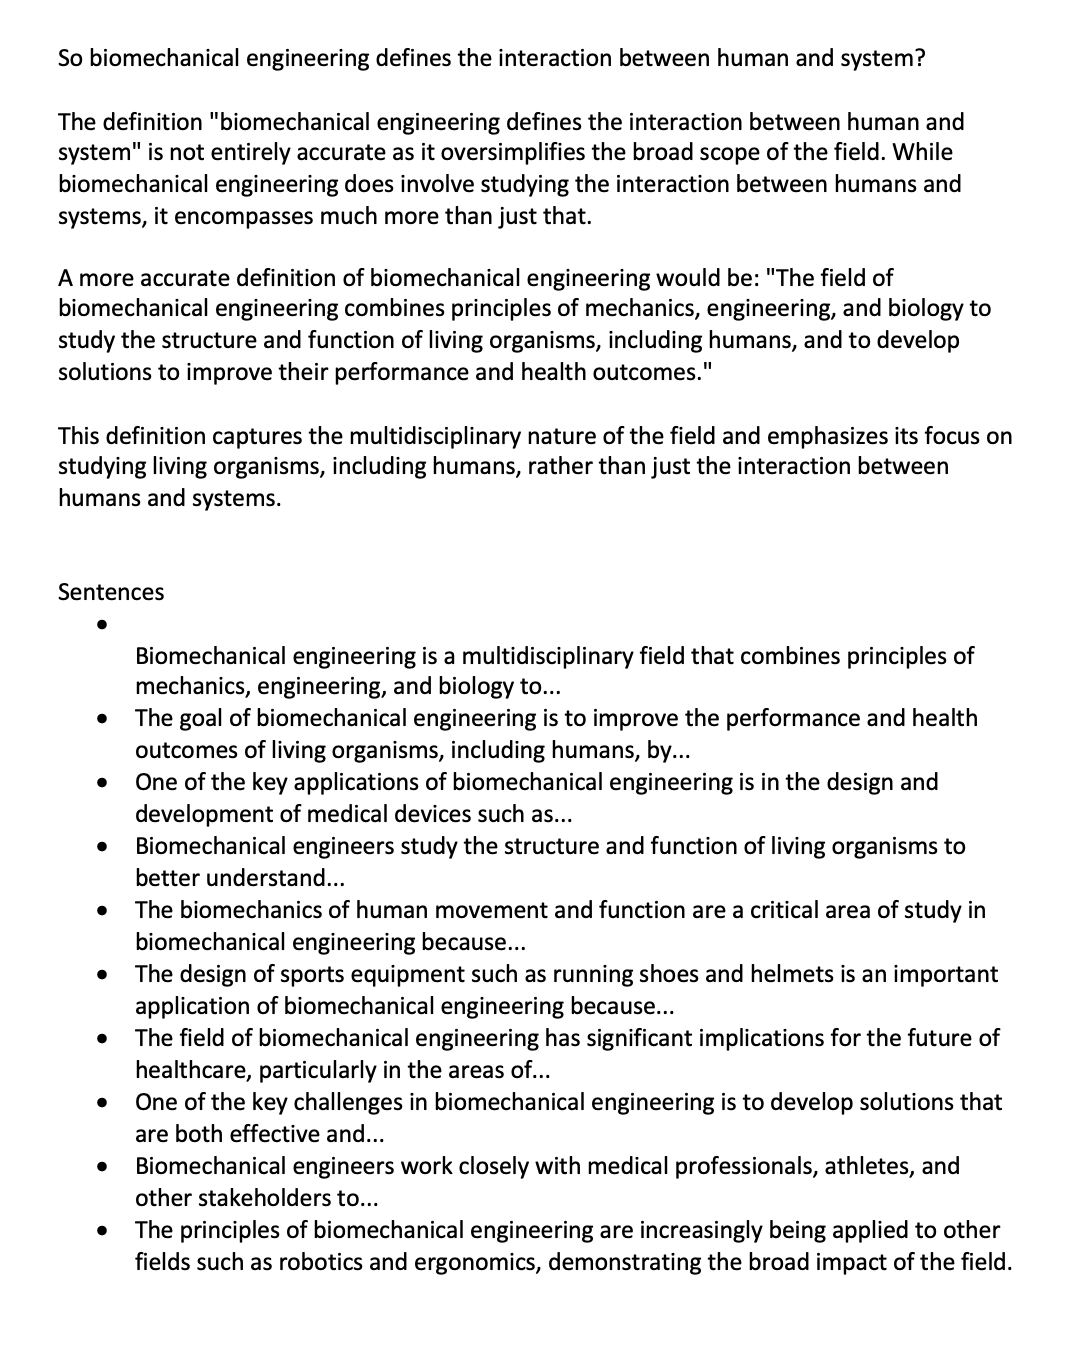 So biomechanical engineering defines the interaction between human and system?
The definition "biomechanical engineering defines the interaction between human and
system" is not entirely accurate as it oversimplifies the broad scope of the field. While
biomechanical engineering does involve studying the interaction between humans and
systems, it encompasses much more than just that.
A more accurate definition of biomechanical engineering would be: "The field of
biomechanical engineering combines principles of mechanics, engineering, and biology to
study the structure and function of living organisms, including humans, and to develop
solutions to improve their performance and health outcomes."
This definition captures the multidisciplinary nature of the field and emphasizes its focus on
studying living organisms, including humans, rather than just the interaction between
humans and systems.
Sentences
•
Biomechanical engineering is a multidisciplinary field that combines principles of
mechanics, engineering, and biology to...
• The goal of biomechanical engineering is to improve the performance and health
outcomes of living organisms, including humans, by...
• One of the key applications of biomechanical engineering is in the design and
development of medical devices such as...
• Biomechanical engineers study the structure and function of living organisms to
better understand...
• The biomechanics of human movement and function are a critical area of study in
biomechanical engineering because...
• The design of sports equipment such as running shoes and helmets is an important
application of biomechanical engineering because...
• The field of biomechanical engineering has significant implications for the future of
healthcare, particularly in the areas of...
• One of the key challenges in biomechanical engineering is to develop solutions that
are both effective and...
• Biomechanical engineers work closely with medical professionals, athletes, and
other stakeholders to...
• The principles of biomechanical engineering are increasingly being applied to other
fields such as robotics and ergonomics, demonstrating the broad impact of the field.